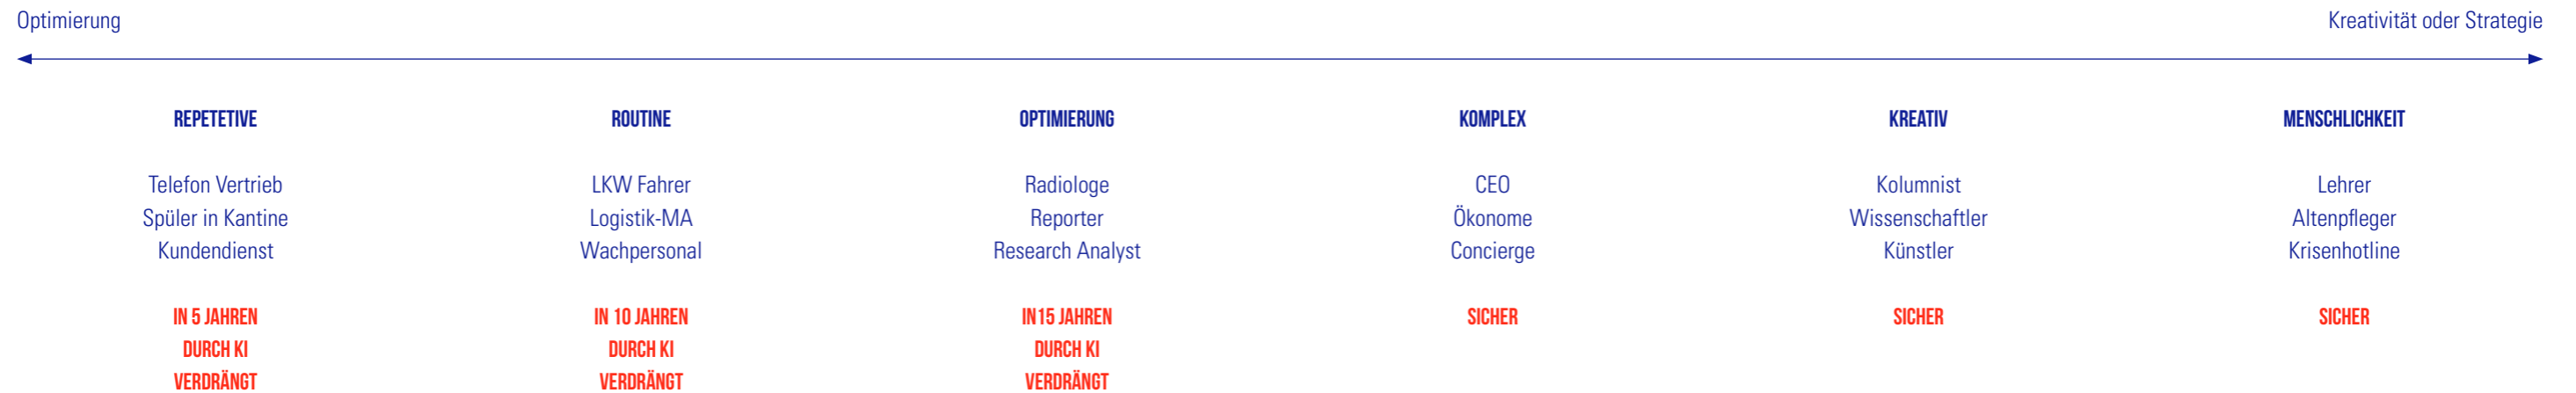 Optimierung
Kreativität oder Strategie
REPETETIVE
Telefon Vertrieb
Spüler in Kantine
Kundendienst
IN 5 JAHREN
DURCH KI
VERDRÄNGT
ROUTINE
LKW Fahrer
Logistik-MA
Wachpersonal
IN 10 JAHREN
DURCH KI
VERDRÄNGT
OPTIMIERUNG
Radiologe
Reporter
Research Analyst
IN15 JAHREN
DURCH KI
VERDRÄNGT
KOMPLEX
CEO
Ökonome
Concierge
SICHER
KREATIV
Kolumnist
Wissenschaftler
Künstler
SICHER
MENSCHLICHKEIT
Lehrer
Altenpfleger
Krisenhotline
SICHER